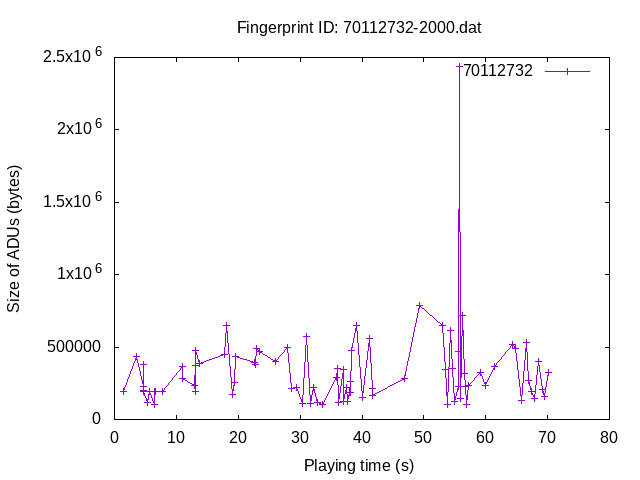 Fingerprint ID: 70112732-2000.dat
2.5x10 6
70112732
2x10 6
1.5x10 6
1x10 6
500000
0
Size of ADUs (bytes)
0 10 20 30 40 50 60 70 80
Playing time (s)